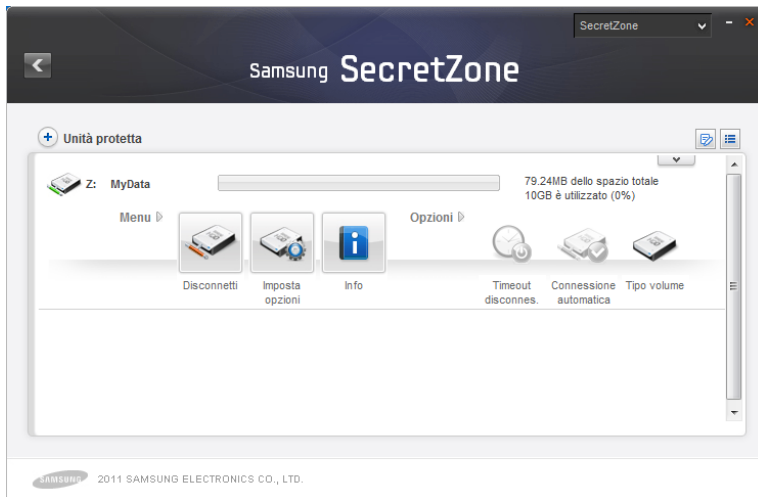 SecretZone
samsung SecretZone
Unità protetta
Z: MyData
79.24MB dello spazio totale
10GB è utilizzato (0%)
Menu
Opzioni
Disconnetti
Imposta
opzioni
Info
Timeout
disconnes.
Connessione
automatica
Tipo volume
SAMSUNG 2011 SAMSUNG ELECTRONICS CO., LTD.